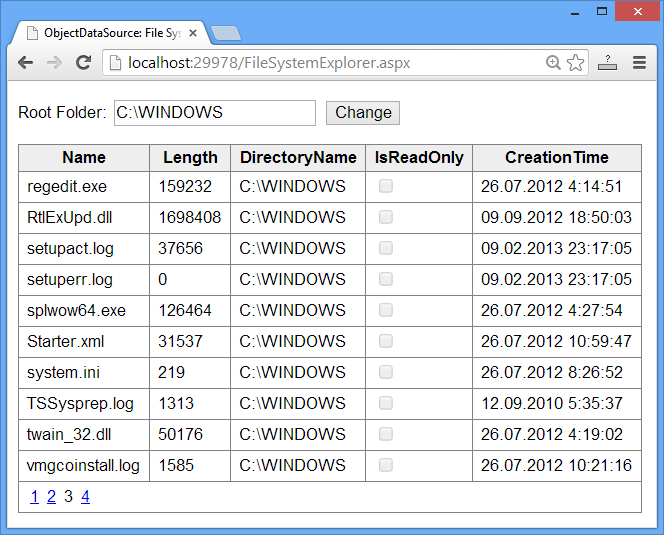 ObjectDataSource: File Sys
localhost:29978/FileSystemExplorer.aspx
?
Root Folder: C:\WINDOWS Change
Name Length DirectoryName IsReadOnly CreationTime
regedit.exe 159232 C:\WINDOWS 26.07.2012 4:14:51
RtlExUpd.dll 1698408 C:\WINDOWS 09.09.2012 18:50:03
setupact.log 37656 C:\WINDOWS 09.02.2013 23:17:05
setuperr.log 0 C:\WINDOWS 09.02.2013 23:17:05
splwow64.exe 126464 C:\WINDOWS 26.07.2012 4:27:54
Starter.xml 31537 C:\WINDOWS 26.07.2012 10:59:47
system.ini 219 C:\WINDOWS 26.07.2012 8:26:52
TSSysprep.log 1313 C:\WINDOWS 12.09.2010 5:35:37
twain_32.dll 50176 C:\WINDOWS 26.07.2012 4:19:02
vmgcoinstall.log 1585 C:\WINDOWS 26.07.2012 10:21:16
1 2 3 4